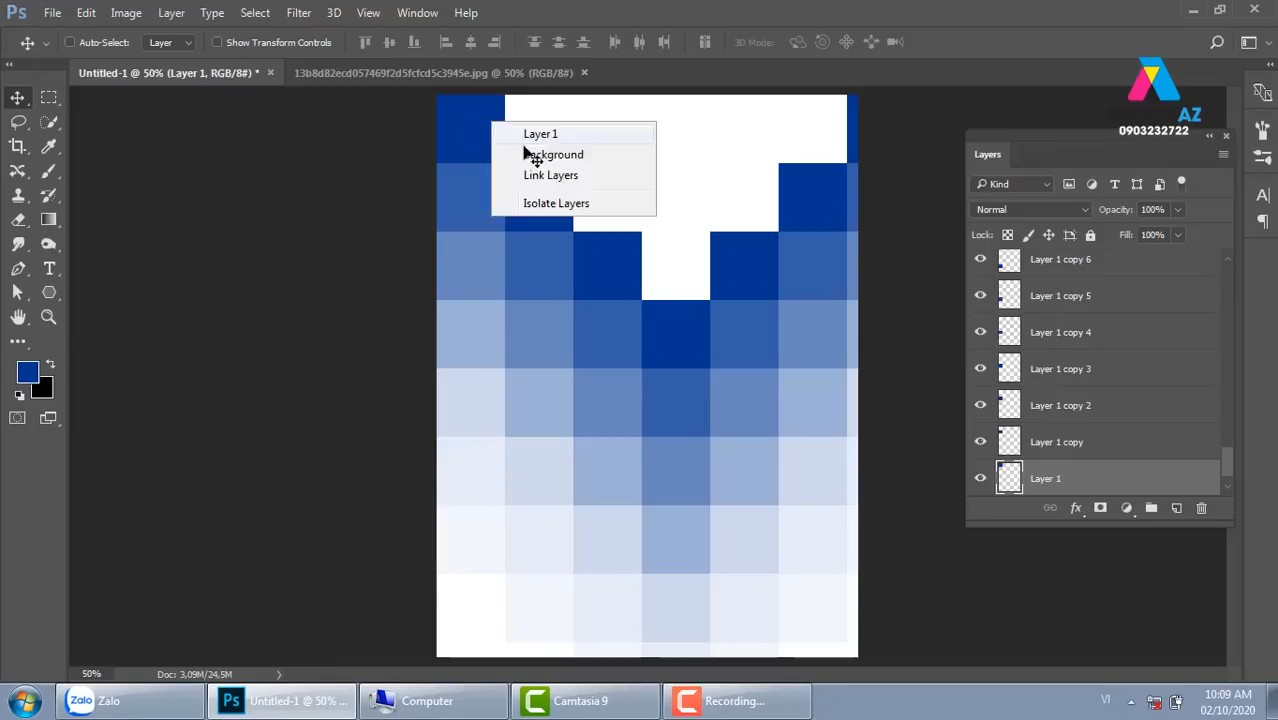 Ps File Edit Image Layer Type Select Filter 3D View Window Help
Auto-Select: Layer Show Transform Controls 3D Mode:
Untitled-1 @ 50% (Layer 1, RGB/8#) * × 13b8d82ecd057469f2d5fcfcd5c3945e.jpg @ 50% (RGB/8#) ×
AZ
0903232722
Layer 1
Background
Link Layers
Isolate Layers
Layers
Kind
Normal Opacity: 100%
Lock: Fill: 100%
Layer 1 copy 6
Layer 1 copy 5
Layer 1 copy 4
Layer 1 copy 3
Layer 1 copy 2
Layer 1 copy
Layer 1
fx
50% Doc: 3,09M/24,5M
Zalo Zalo Ps Untitled-1 @ 50% ... Computer Camtasia 9 Recording... VI 10:09 AM
02/10/2020